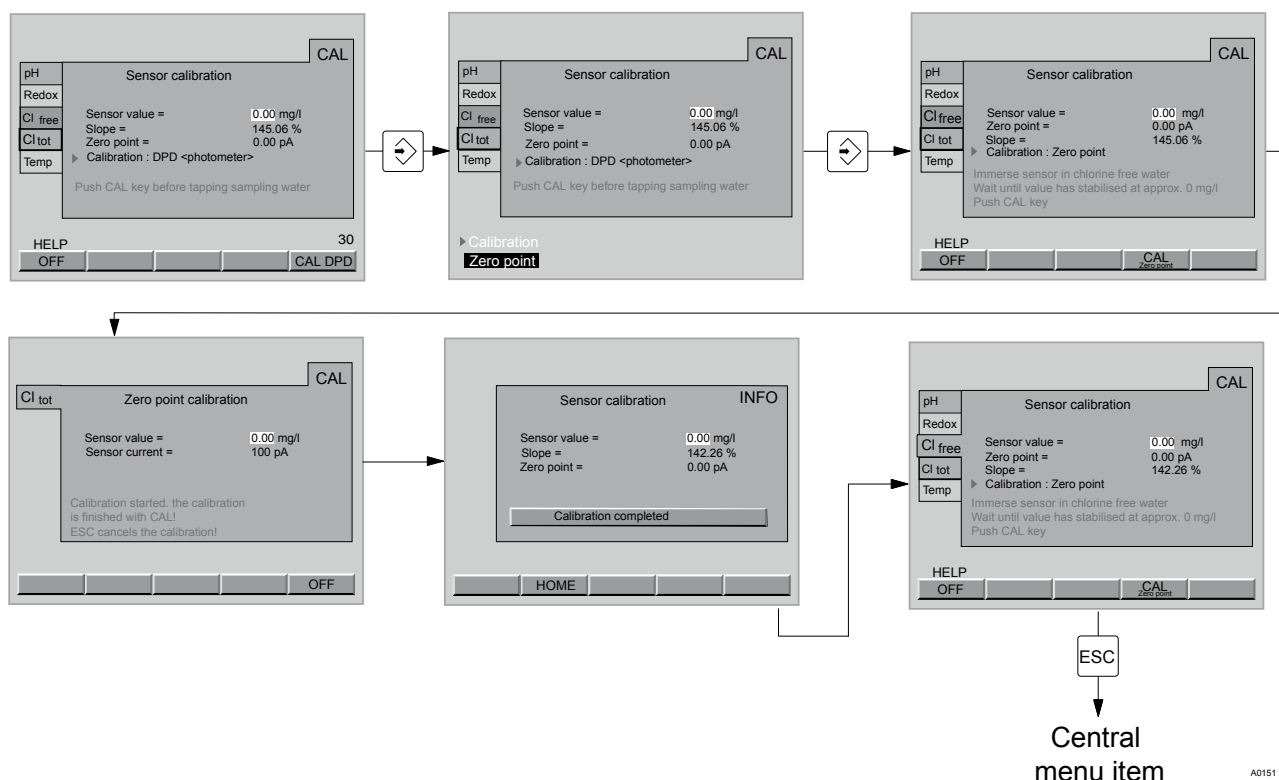 CAL
pH
Redox
Cl free
Cl tot
Temp
Sensor calibration
Sensor value = 0.00 mg/l
Slope = 145.06 %
Zero point = 0.00 pA
Calibration : DPD <photometer>
Push CAL key before tapping sampling water
HELP 30
OFF CAL DPD
CAL
pH
Redox
Cl free
Cl tot
Temp
Sensor calibration
Sensor value = 0.00 mg/l
Slope = 145.06 %
Zero point = 0.00 pA
Calibration : DPD <photometer>
Push CAL key before tapping sampling water
Calibration
Zero point
CAL
pH
Redox
Cl free
Cl tot
Temp
Sensor calibration
Sensor value = 0.00 mg/l
Zero point = 0.00 pA
Slope = 145.06 %
Calibration : Zero point
Immerse sensor in chlorine free water
Wait until value has stabilised at approx. 0 mg/l
Push CAL key
HELP
OFF CAL
Zero point
CAL
Cl tot
Zero point calibration
Sensor value = 0.00 mg/l
Sensor current = 100 pA
Calibration started. the calibration
is finished with CAL!
ESC cancels the calibration!
OFF
Sensor calibration INFO
Sensor value = 0.00 mg/l
Slope = 142.26 %
Zero point = 0.00 pA
Calibration completed
HOME
CAL
pH
Redox
Cl free
Cl tot
Temp
Sensor calibration
Sensor value = 0.00 mg/l
Zero point = 0.00 pA
Slope = 142.26 %
Calibration : Zero point
Immerse sensor in chlorine free water
Wait until value has stabilised at approx. 0 mg/l
Push CAL key
HELP
OFF CAL
Zero point
ESC
Central
menu item
A0151